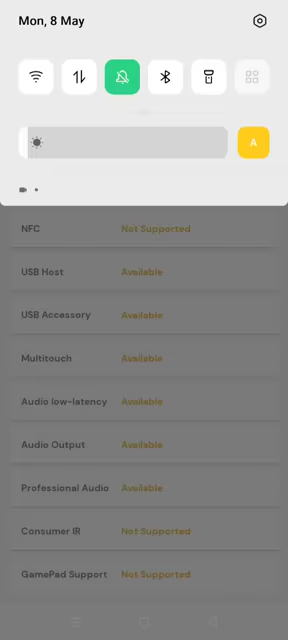 Mon, 8 May
A
NFC Not Supported
USB Host Available
USB Accessory Available
Multitouch Available
Audio low-latency Available
Audio Output Available
Professional Audio Available
Consumer IR Not Supported
GamePad Support Not Supported